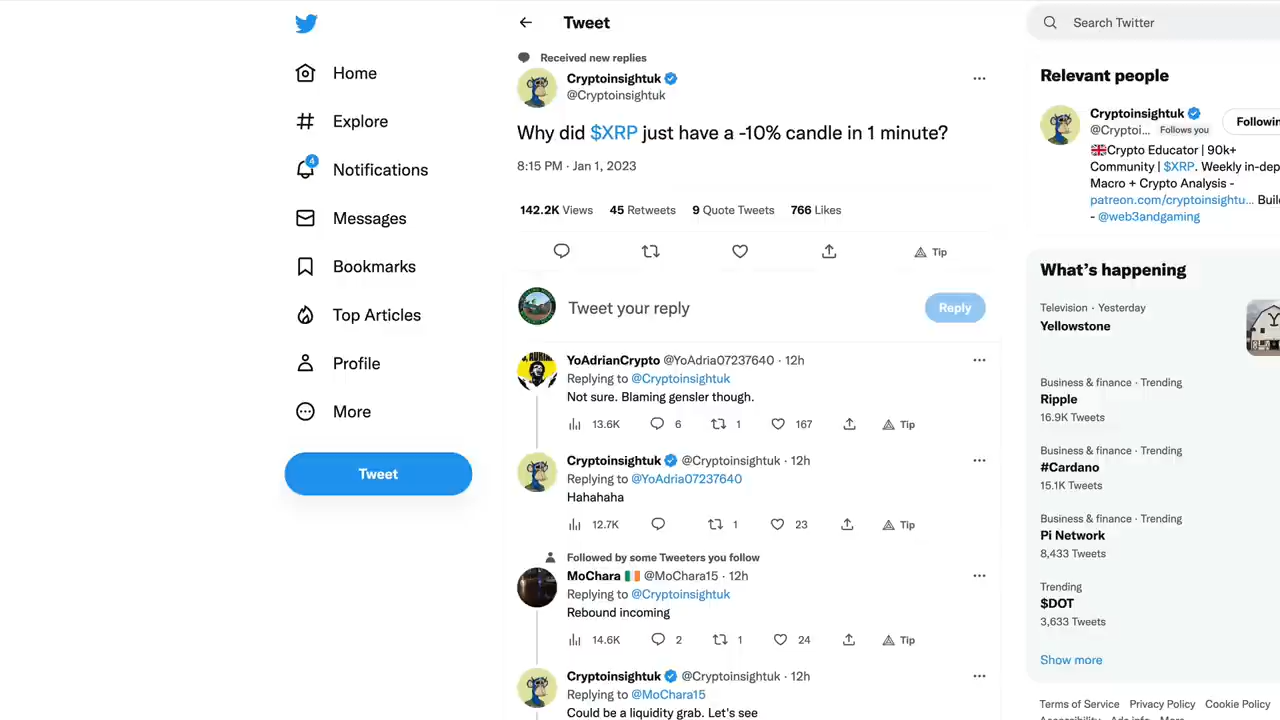 Home
Explore
4
Notifications
Messages
Bookmarks
Top Articles
Profile
More
Tweet
Tweet
Received new replies
Cryptoinsightuk
@Cryptoinsightuk
Why did $XRP just have a -10% candle in 1 minute?
8:15 PM · Jan 1, 2023
142.2K Views 45 Retweets 9 Quote Tweets 766 Likes
Tip
Tweet your reply
Reply
YoAdrianCrypto @YoAdria07237640 · 12h
Replying to @Cryptoinsightuk
Not sure. Blaming gensler though.
13.6K 6 1 167 Tip
Cryptoinsightuk @Cryptoinsightuk · 12h
Replying to @YoAdria07237640
Hahahaha
12.7K 1 23 Tip
Followed by some Tweeters you follow
MoChara @MoChara15 · 12h
Replying to @Cryptoinsightuk
Rebound incoming
14.6K 2 1 24 Tip
Cryptoinsightuk @Cryptoinsightuk · 12h
Replying to @MoChara15
Could be a liquidity grab. Let's see
Search Twitter
Relevant people
Cryptoinsightuk
@Cryptoi... Follows you
Followin
Crypto Educator | 90k+
Community | $XRP. Weekly in-dep
Macro + Crypto Analysis -
patreon.com/cryptoinsightu... Buil
- @web3andgaming
What's happening
Television · Yesterday
Yellowstone
Business & finance · Trending
Ripple
16.9K Tweets
Business & finance · Trending
#Cardano
15.1K Tweets
Business & finance · Trending
Pi Network
8,433 Tweets
Trending
$DOT
3,633 Tweets
Show more
Terms of Service Privacy Policy Cookie Policy